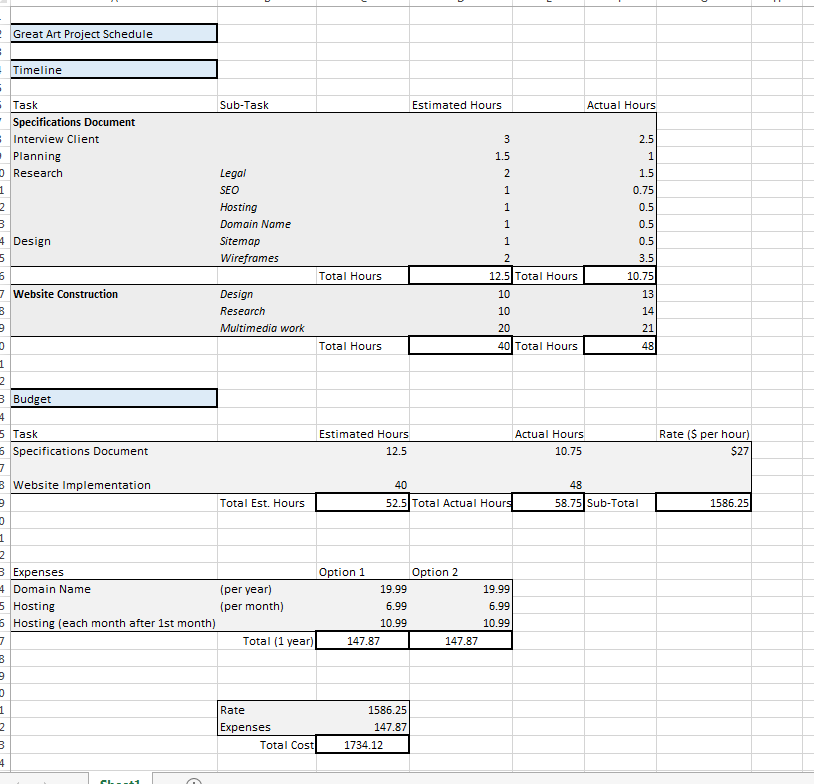 Great Art Project Schedule
Timeline
Task Sub-Task Estimated Hours Actual Hours
Specifications Document
Interview Client 3 2.5
Planning 1.5 1
Research Legal 2 1.5
SEO 1 0.75
Hosting 1 0.5
Domain Name 1 0.5
Design Sitemap 1 0.5
Wireframes 2 3.5
Total Hours 12.5 Total Hours 10.75
Website Construction Design 10 13
Research 10 14
Multimedia work 20 21
Total Hours 40 Total Hours 48
Budget
Task Estimated Hours Actual Hours Rate ($ per hour)
Specifications Document 12.5 10.75 $27
Website Implementation 40 48
Total Est. Hours 52.5 Total Actual Hours 58.75 Sub-Total 1586.25
Expenses Option 1 Option 2
Domain Name (per year) 19.99 19.99
Hosting (per month) 6.99 6.99
Hosting (each month after 1st month) 10.99 10.99
Total (1 year) 147.87 147.87
Rate 1586.25
Expenses 147.87
Total Cost 1734.12
Sheet1